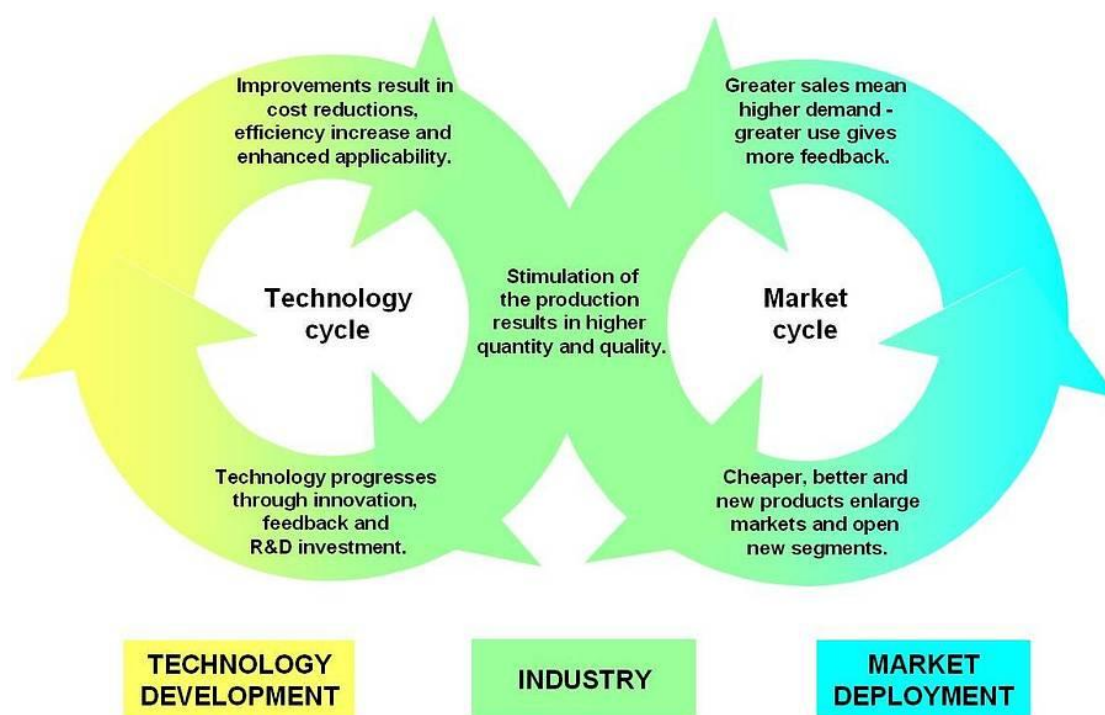 Improvements result in
cost reductions,
efficiency increase and
enhanced applicability.
Greater sales mean
higher demand -
greater use gives
more feedback.
Technology
cycle
Stimulation of
the production
results in higher
quantity and quality.
Market
cycle
Technology progresses
through innovation,
feedback and
R&D investment.
Cheaper, better and
new products enlarge
markets and open
new segments.
TECHNOLOGY
DEVELOPMENT
INDUSTRY
MARKET
DEPLOYMENT